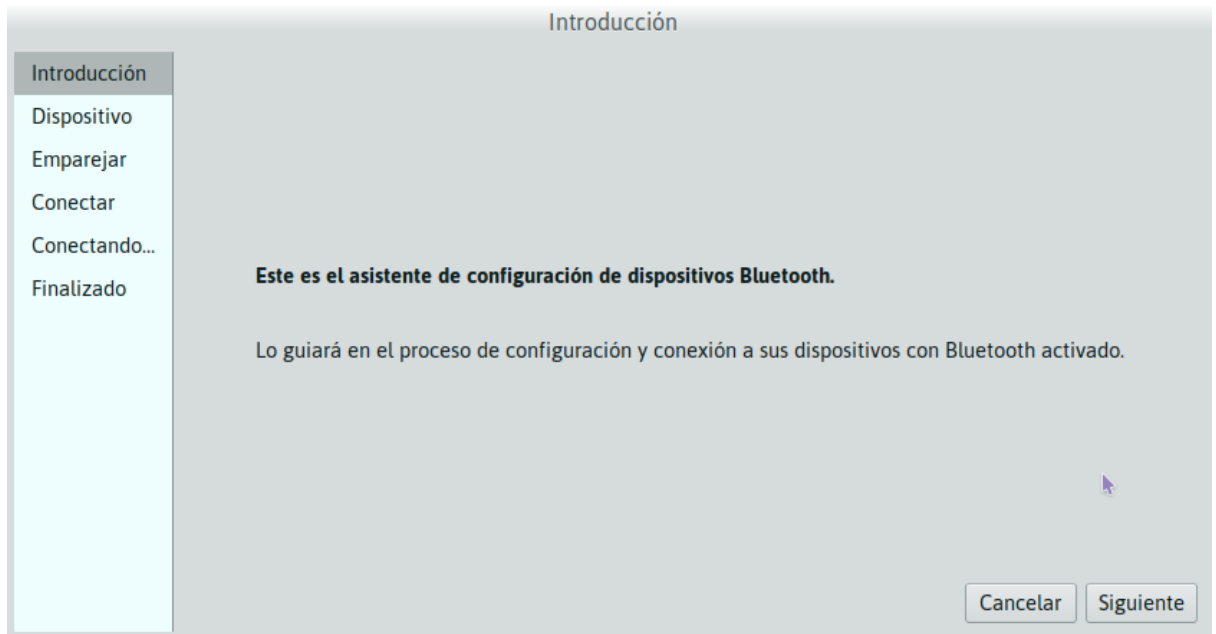 Introducción
Introducción
Dispositivo
Emparejar
Conectar
Conectando...
Finalizado
Este es el asistente de configuración de dispositivos Bluetooth.
Lo guiará en el proceso de configuración y conexión a sus dispositivos con Bluetooth activado.
Cancelar Siguiente